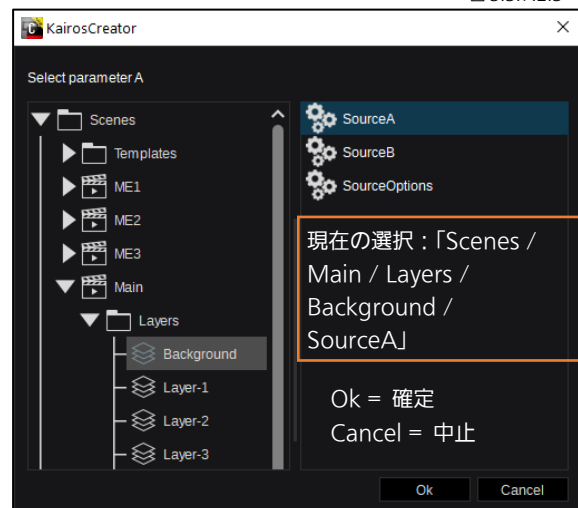 KairosCreator
Select parameter A
Scenes
Templates
ME1
ME2
ME3
Main
Layers
Background
Layer-1
Layer-2
Layer-3
SourceA
SourceB
SourceOptions
現在の選択：「Scenes /
Main / Layers /
Background /
SourceA」
Ok = 確定
Cancel = 中止
Ok
Cancel